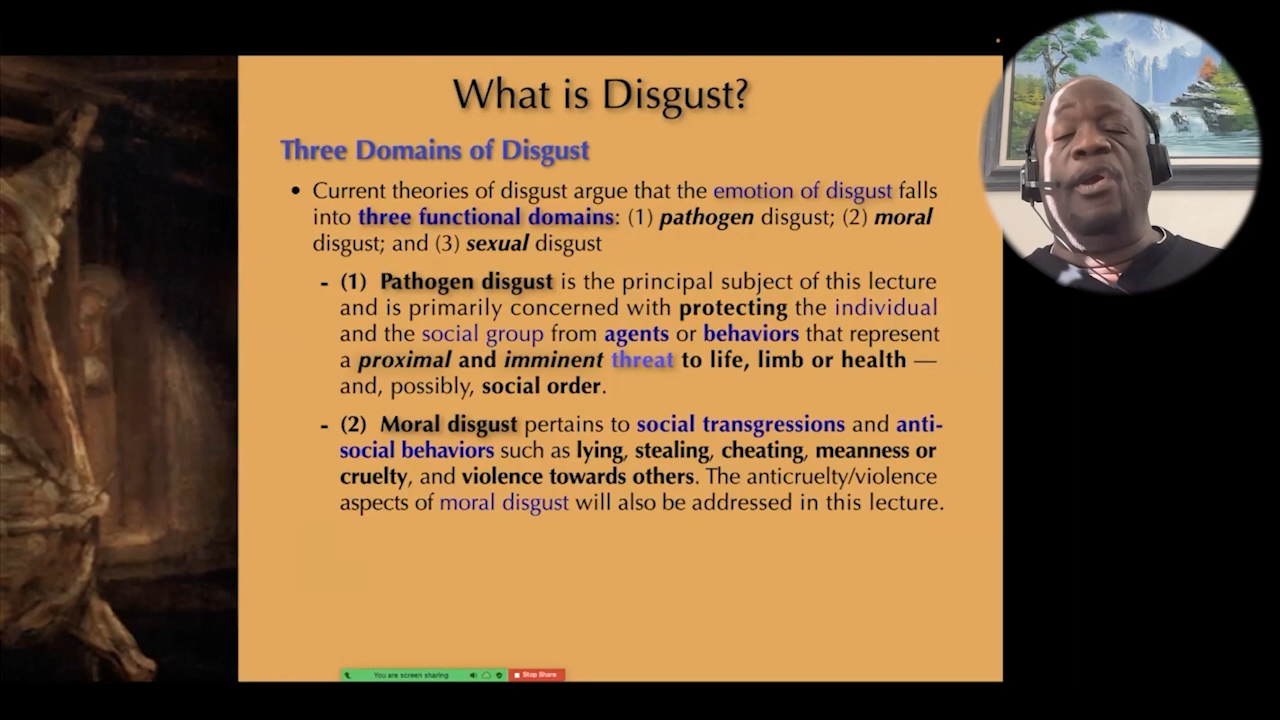 What is Disgust?
Three Domains of Disgust
• Current theories of disgust argue that the emotion of disgust falls
into three functional domains: (1) pathogen disgust; (2) moral
disgust; and (3) sexual disgust
- (1) Pathogen disgust is the principal subject of this lecture
and is primarily concerned with protecting the individual
and the social group from agents or behaviors that represent
a proximal and imminent threat to life, limb or health —
and, possibly, social order.
- (2) Moral disgust pertains to social transgressions and anti-
social behaviors such as lying, stealing, cheating, meanness or
cruelty, and violence towards others. The anticruelty/violence
aspects of moral disgust will also be addressed in this lecture.
You are screen sharing Stop Share